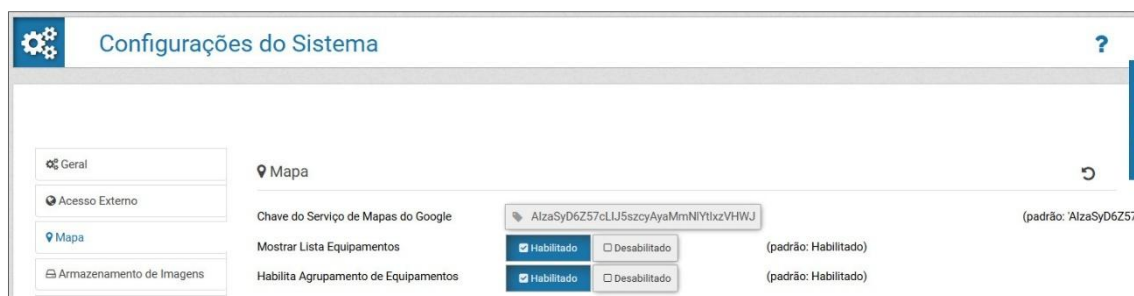 Configurações do Sistema
?
Geral
Mapa
Acesso Externo
Chave do Serviço de Mapas do Google AIzaSyD6Z57cLIJ5szcyAyaMmNIYtIxzVHWJ (padrão: 'AIzaSyD6Z57
Mapa
Mostrar Lista Equipamentos Habilitado Desabilitado (padrão: Habilitado)
Armazenamento de Imagens
Habilita Agrupamento de Equipamentos Habilitado Desabilitado (padrão: Habilitado)